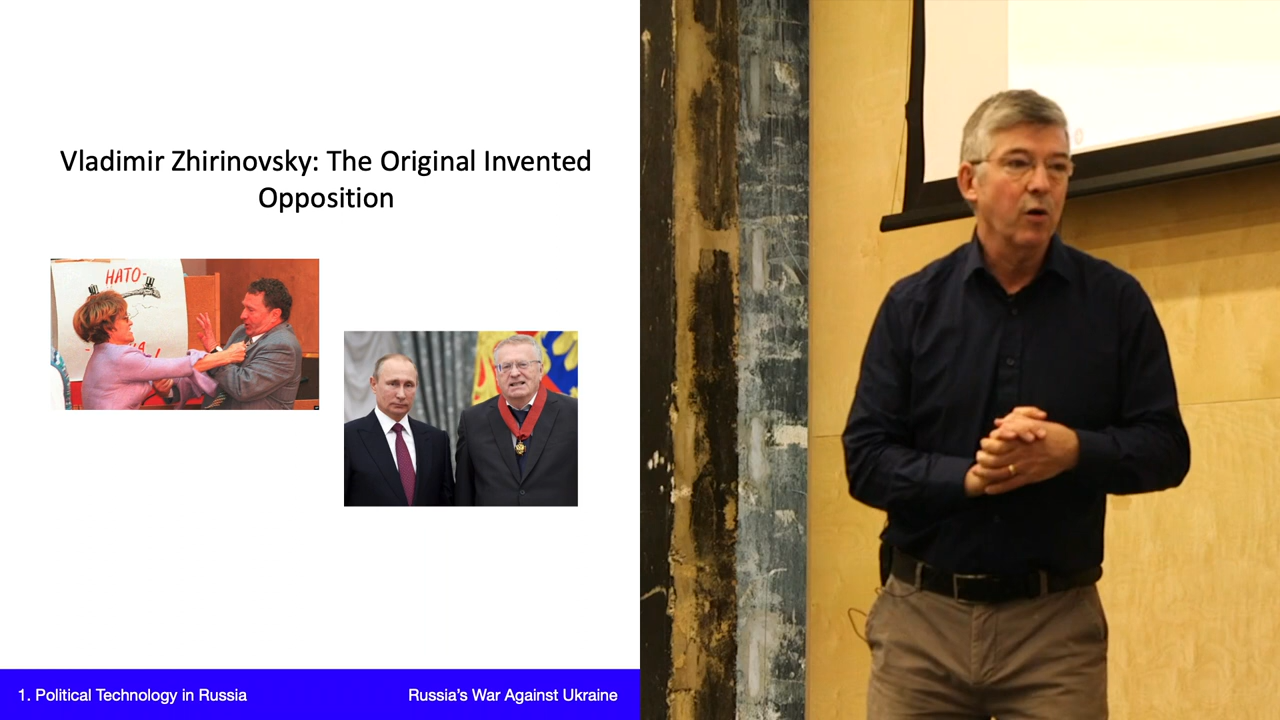 Vladimir Zhirinovsky: The Original Invented
Opposition
НАТО-
1. Political Technology in Russia
Russia's War Against Ukraine